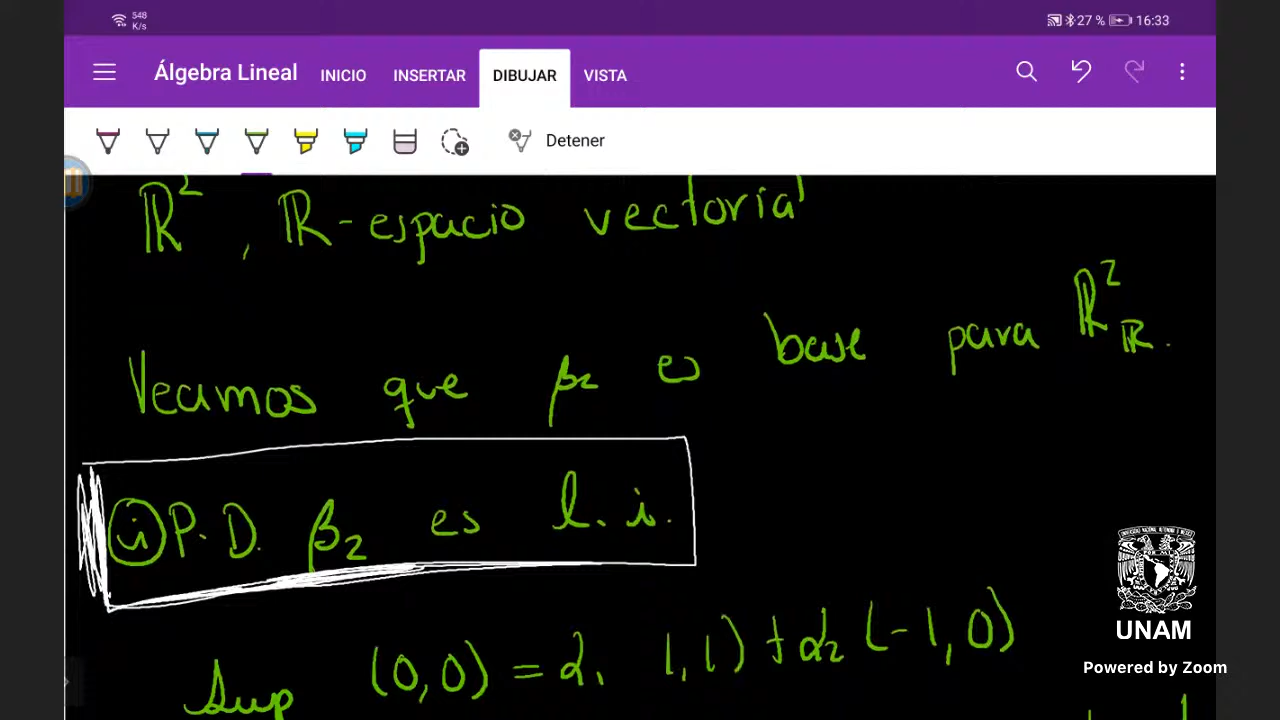 548
K/s
27 % 16:33
Álgebra Lineal INICIO INSERTAR DIBUJAR VISTA
Detener
ℝ², ℝ-espacio vectorial
Veamos que β₂ es base para ℝ²_ℝ.
i P.D. β₂ es l.i.
Sup (0,0) = α₁ 1,1) + α₂ (-1,0)
UNAM
Powered by Zoom